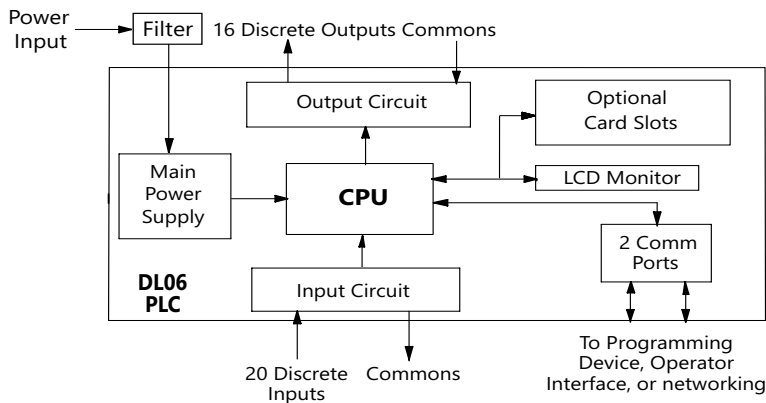 Power
Input
Filter
16 Discrete Outputs Commons
Output Circuit
Optional
Card Slots
Main
Power
Supply
CPU
LCD Monitor
2 Comm
Ports
DL06
PLC
Input Circuit
20 Discrete
Inputs
Commons
To Programming
Device, Operator
Interface, or networking